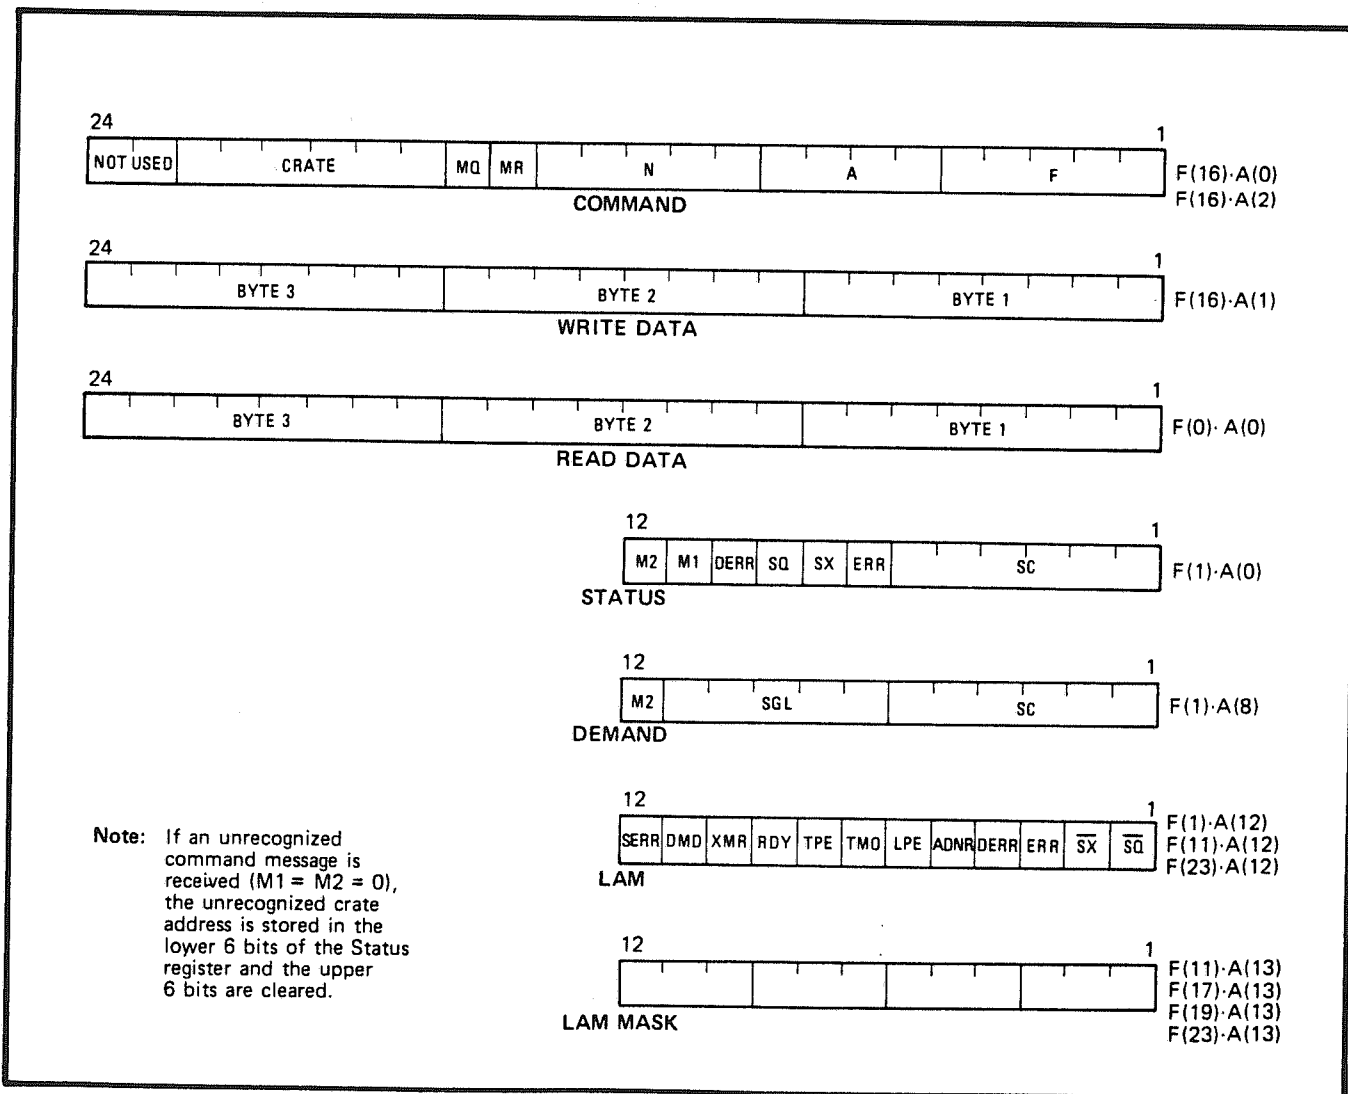 24 1
NOT USED CRATE MQ MR N A F F(16)·A(0)
COMMAND F(16)·A(2)
24 1
BYTE 3 BYTE 2 BYTE 1 F(16)·A(1)
WRITE DATA
24 1
BYTE 3 BYTE 2 BYTE 1 F(0)·A(0)
READ DATA
12 1
M2 M1 DERR SQ SX ERR SC F(1)·A(0)
STATUS
12 1
M2 SGL SC F(1)·A(8)
DEMAND
12 1 F(1)·A(12)
SERR DMD XMR RDY TPE TMO LPE ADNR DERR ERR S̅X̅ S̅Q̅ F(11)·A(12)
LAM F(23)·A(12)
12 1 F(11)·A(13)
F(17)·A(13)
F(19)·A(13)
LAM MASK F(23)·A(13)
Note: If an unrecognized
command message is
received (M1 = M2 = 0),
the unrecognized crate
address is stored in the
lower 6 bits of the Status
register and the upper
6 bits are cleared.